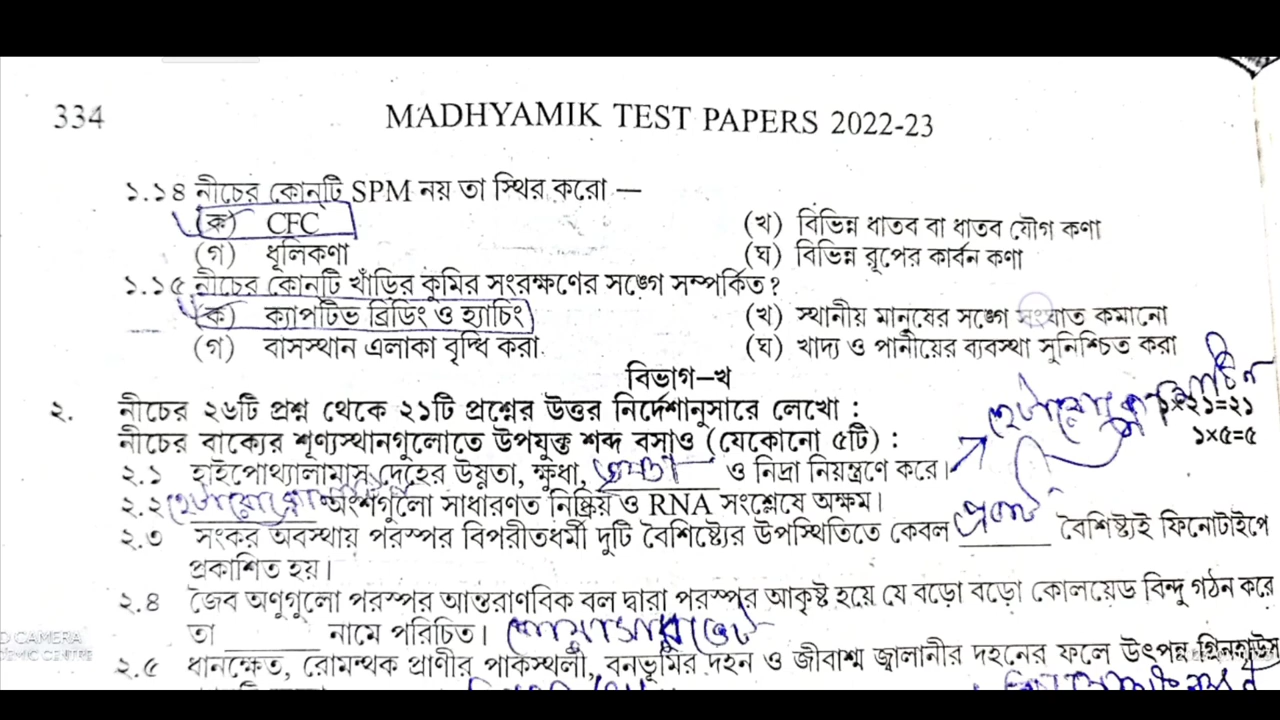 334
MADHYAMIK TEST PAPERS 2022-23
১.১৪ নীচের কোনটি SPM নয় তা স্থির করো —
(ক) CFC (খ) বিভিন্ন ধাতব বা ধাতব যৌগ কণা
(গ) ধূলিকণা (ঘ) বিভিন্ন রূপের কার্বন কণা
১.১৫ নীচের কোনটি খাঁড়ির কুমির সংরক্ষণের সঙ্গে সম্পর্কিত?
(ক) ক্যাপটিভ ব্রিডিং ও হ্যাচিং (খ) স্থানীয় মানুষের সঙ্গে সংঘাত কমানো
(গ) বাসস্থান এলাকা বৃদ্ধি করা (ঘ) খাদ্য ও পানীয়ের ব্যবস্থা সুনিশ্চিত করা
বিভাগ–খ
২. নীচের ২৬টি প্রশ্ন থেকে ২১টি প্রশ্নের উত্তর নির্দেশানুসারে লেখো : ১×২১=২১
নীচের বাক্যের শূণ্যস্থানগুলোতে উপযুক্ত শব্দ বসাও (যেকোনো ৫টি) : ১×৫=৫
২.১ হাইপোথ্যালামাস দেহের উষ্ণতা, ক্ষুধা, ও নিদ্রা নিয়ন্ত্রণে করে। হেটারোক্রোমাটিন
২.২ অংশগুলো সাধারণত নিষ্ক্রিয় ও RNA সংশ্লেষে অক্ষম।
২.৩ সংকর অবস্থায় পরস্পর বিপরীতধর্মী দুটি বৈশিষ্ট্যের উপস্থিতিতে কেবল প্রকট বৈশিষ্ট্যই ফিনোটাইপে
প্রকাশিত হয়।
২.৪ জৈব অণুগুলো পরস্পর আন্তরাণবিক বল দ্বারা পরস্পর আকৃষ্ট হয়ে যে বড়ো বড়ো কোলয়েড বিন্দু গঠন করে
তা ______ নামে পরিচিত। কোয়াসারভেট
২.৫ ধানক্ষেত, রোমন্থক প্রাণীর পাকস্থলী, বনভূমির দহন ও জীবাশ্ম জ্বালানীর দহনের ফলে উৎপন্ন গ্রিনহাউস